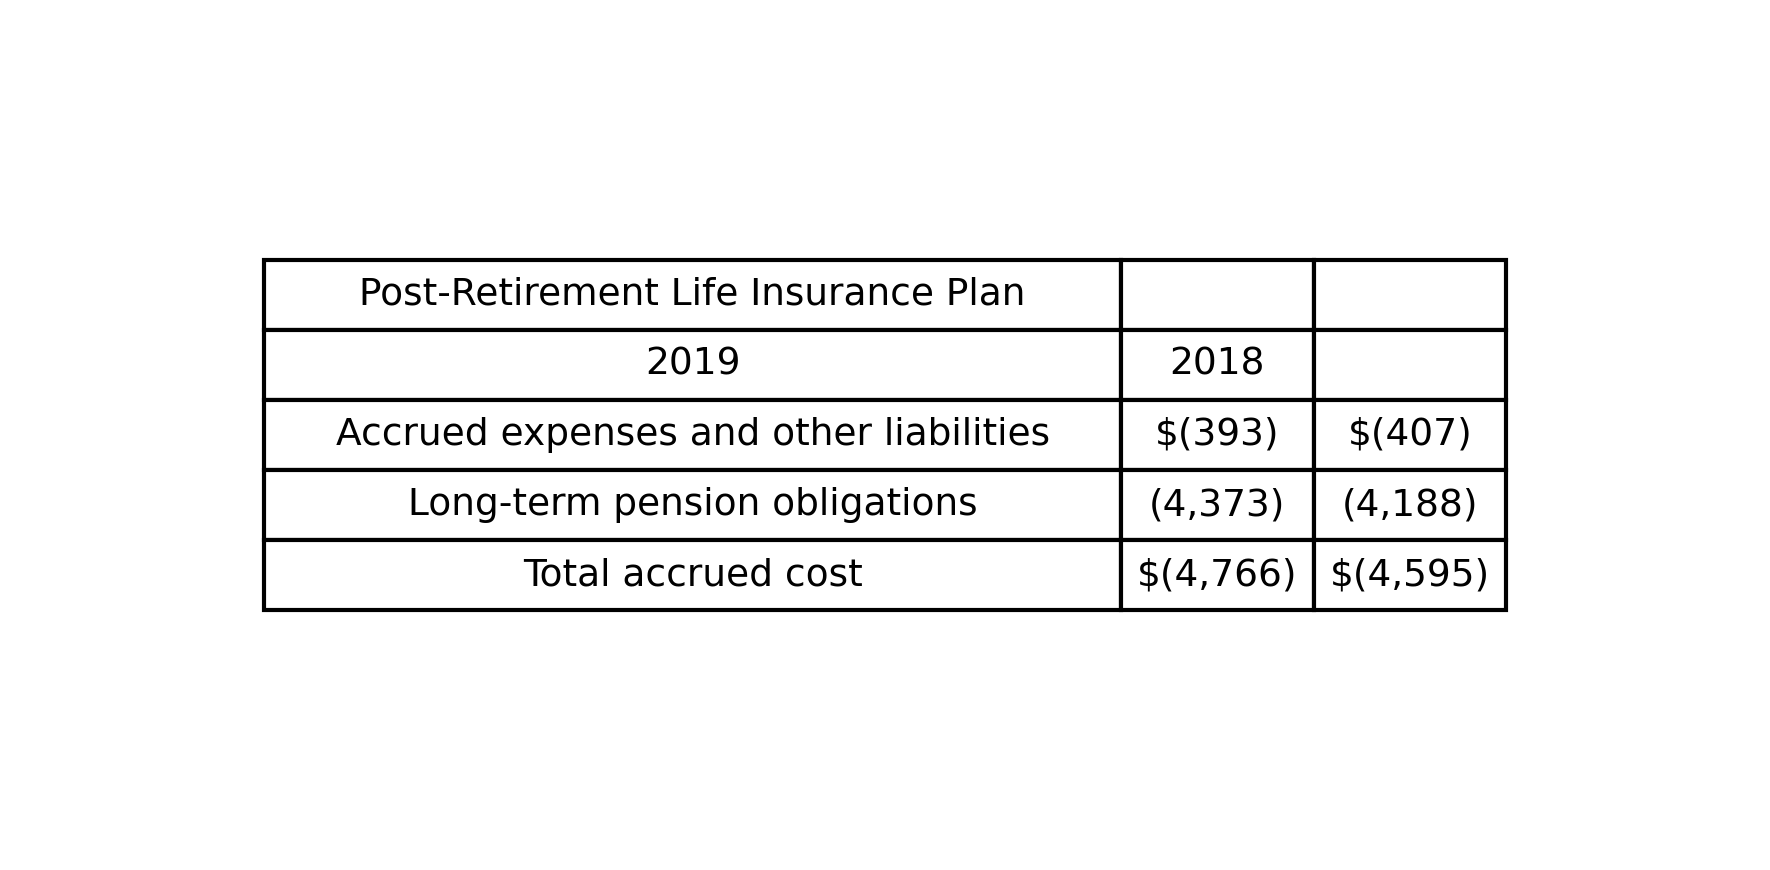 Post-Retirement Life Insurance Plan
2019 2018
Accrued expenses and other liabilities $(393) $(407)
Long-term pension obligations (4,373) (4,188)
Total accrued cost $(4,766) $(4,595)